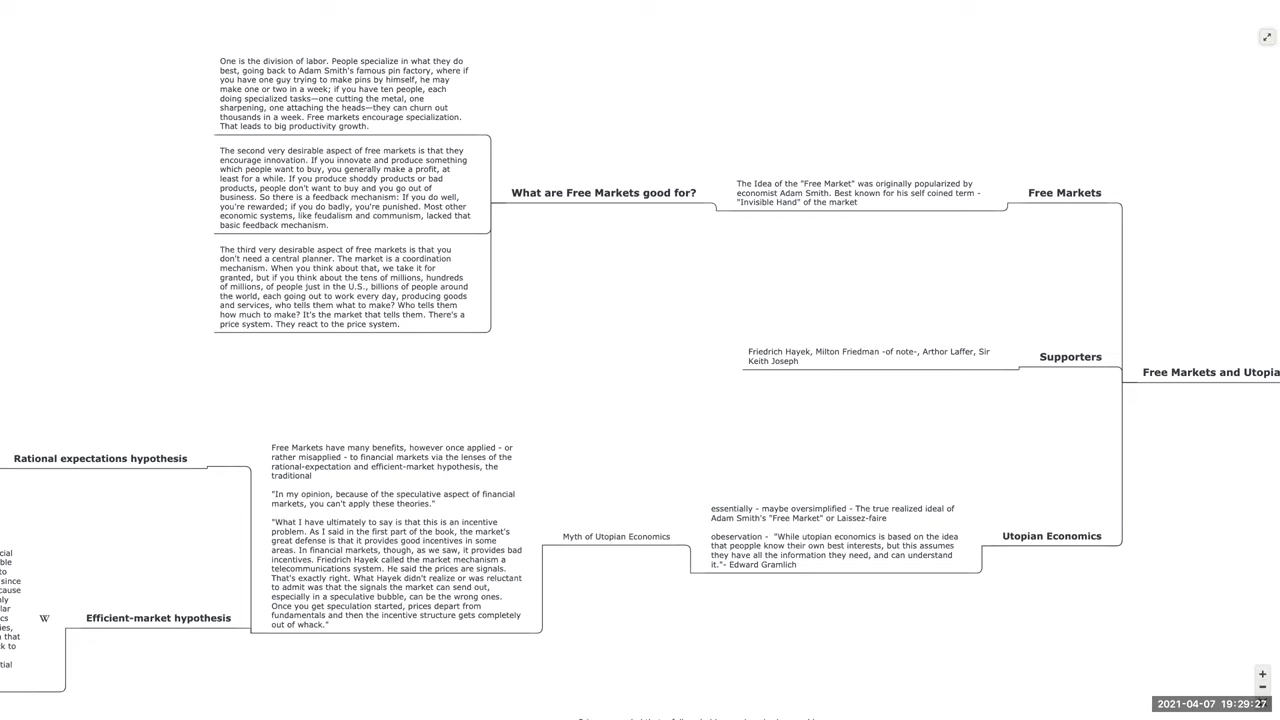 One is the division of labor. People specialize in what they do
best, going back to Adam Smith's famous pin factory, where if
you have one guy trying to make pins by himself, he may
make one or two in a week; if you have ten people, each
doing specialized tasks—one cutting the metal, one
sharpening, one attaching the heads—they can churn out
thousands in a week. Free markets encourage specialization.
That leads to big productivity growth.
The second very desirable aspect of free markets is that they
encourage innovation. If you innovate and produce something
which people want to buy, you generally make a profit, at
least for a while. If you produce shoddy products or bad
products, people don't want to buy and you go out of
business. So there is a feedback mechanism: If you do well,
you're rewarded; if you do badly, you're punished. Most other
economic systems, like feudalism and communism, lacked that
basic feedback mechanism.
The third very desirable aspect of free markets is that you
don't need a central planner. The market is a coordination
mechanism. When you think about that, we take it for
granted, but if you think about the tens of millions, hundreds
of millions, of people just in the U.S., billions of people around
the world, each going out to work every day, producing goods
and services, who tells them what to make? Who tells them
how much to make? It's the market that tells them. There's a
price system. They react to the price system.
What are Free Markets good for?
The Idea of the "Free Market" was originally popularized by
economist Adam Smith. Best known for his self coined term -
"Invisible Hand" of the market
Free Markets
Friedrich Hayek, Milton Friedman -of note-, Arthor Laffer, Sir
Keith Joseph
Supporters
Free Markets and Utopia
Rational expectations hypothesis
Free Markets have many benefits, however once applied - or
rather misapplied - to financial markets via the lenses of the
rational-expectation and efficient-market hypothesis, the
traditional
"In my opinion, because of the speculative aspect of financial
markets, you can't apply these theories."
"What I have ultimately to say is that this is an incentive
problem. As I said in the first part of the book, the market's
great defense is that it provides good incentives in some
areas. In financial markets, though, as we saw, it provides bad
incentives. Friedrich Hayek called the market mechanism a
telecommunications system. He said the prices are signals.
That's exactly right. What Hayek didn't realize or was reluctant
to admit was that the signals the market can send out,
especially in a speculative bubble, can be the wrong ones.
Once you get speculation started, prices depart from
fundamentals and then the incentive structure gets completely
out of whack."
Myth of Utopian Economics
essentially - maybe oversimplified - The true realized ideal of
Adam Smith's "Free Market" or Laissez-faire
obeservation - "While utopian economics is based on the idea
that peopple know their own best interests, but this assumes
they have all the information they need, and can understand
it."- Edward Gramlich
Utopian Economics
cial
ble
to
since
cause
nly
lar
cs
ies,
n that
k to
tial
W
Efficient-market hypothesis
+
−
2021-04-07 19:29:27